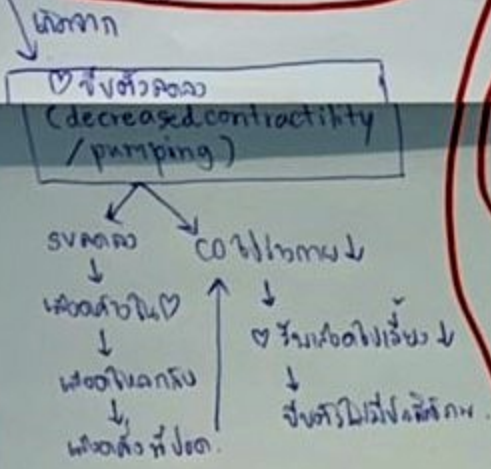 เกิดจาก
♡ บีบตัวลดลง
(decreased contractility
/pumping)
SV ลดลง
↓
เลือดค้างใน ♡
↓
เลือดไหลกลับ
↓
เลือดคั่งที่ปอด
CO ไปร่างกาย ↓
↓
♡ รับเลือดไปเลี้ยง ↓
↓
บีบตัวไม่มีประสิทธิภาพ